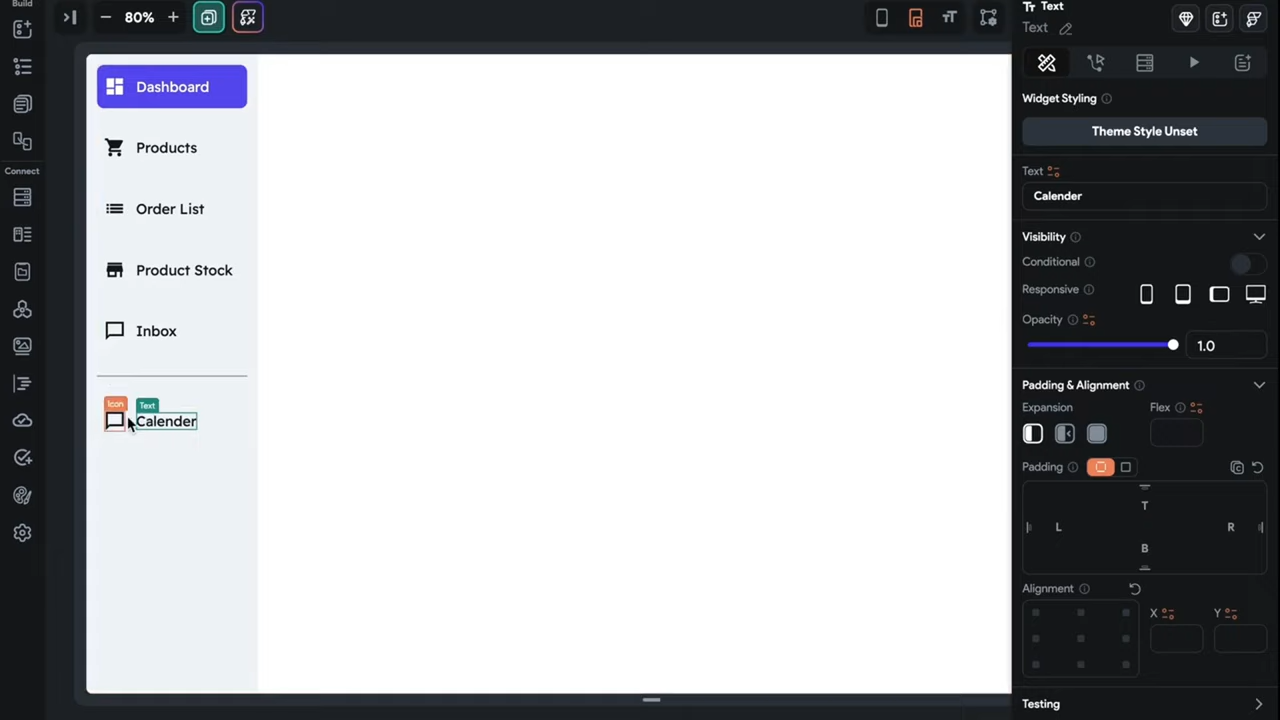 Build
80%
Tт Text
Text
Dashboard
Products
Order List
Product Stock
Inbox
Icon
Text
Calender
Connect
Widget Styling
Theme Style Unset
Text
Calender
Visibility
Conditional
Responsive
Opacity
1.0
Padding & Alignment
Expansion
Flex
Padding
T
L
R
B
Alignment
X
Y
Testing